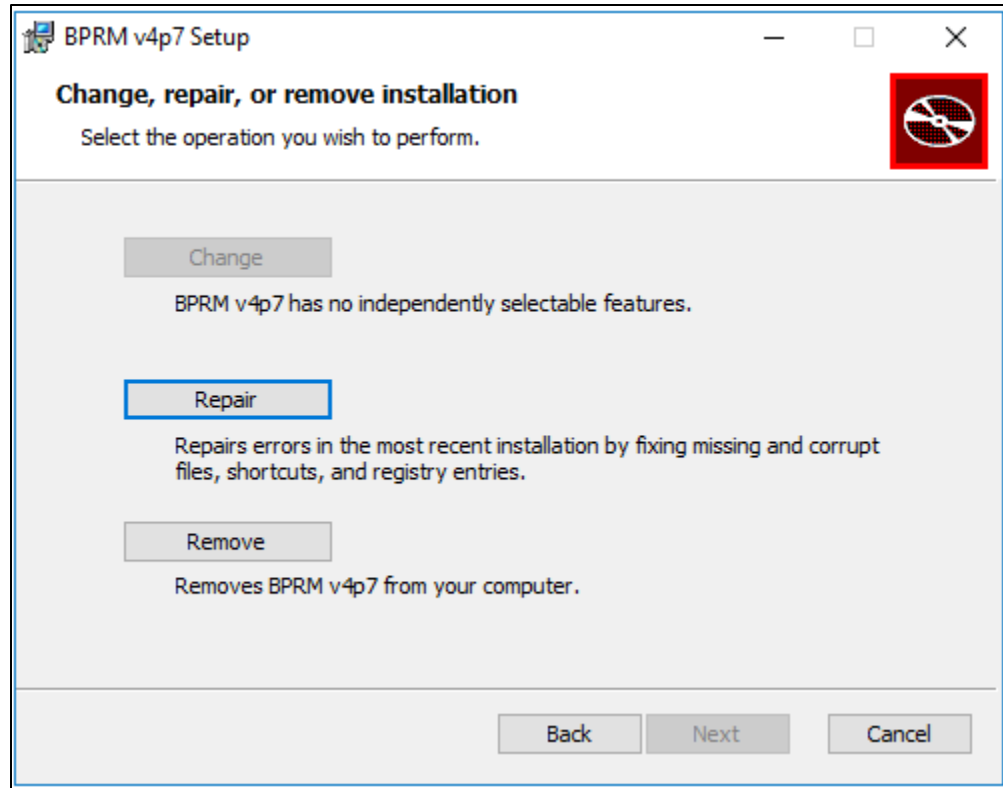 BPRM v4p7 Setup
Change, repair, or remove installation
Select the operation you wish to perform.
Change
BPRM v4p7 has no independently selectable features.
Repair
Repairs errors in the most recent installation by fixing missing and corrupt
files, shortcuts, and registry entries.
Remove
Removes BPRM v4p7 from your computer.
Back Next Cancel